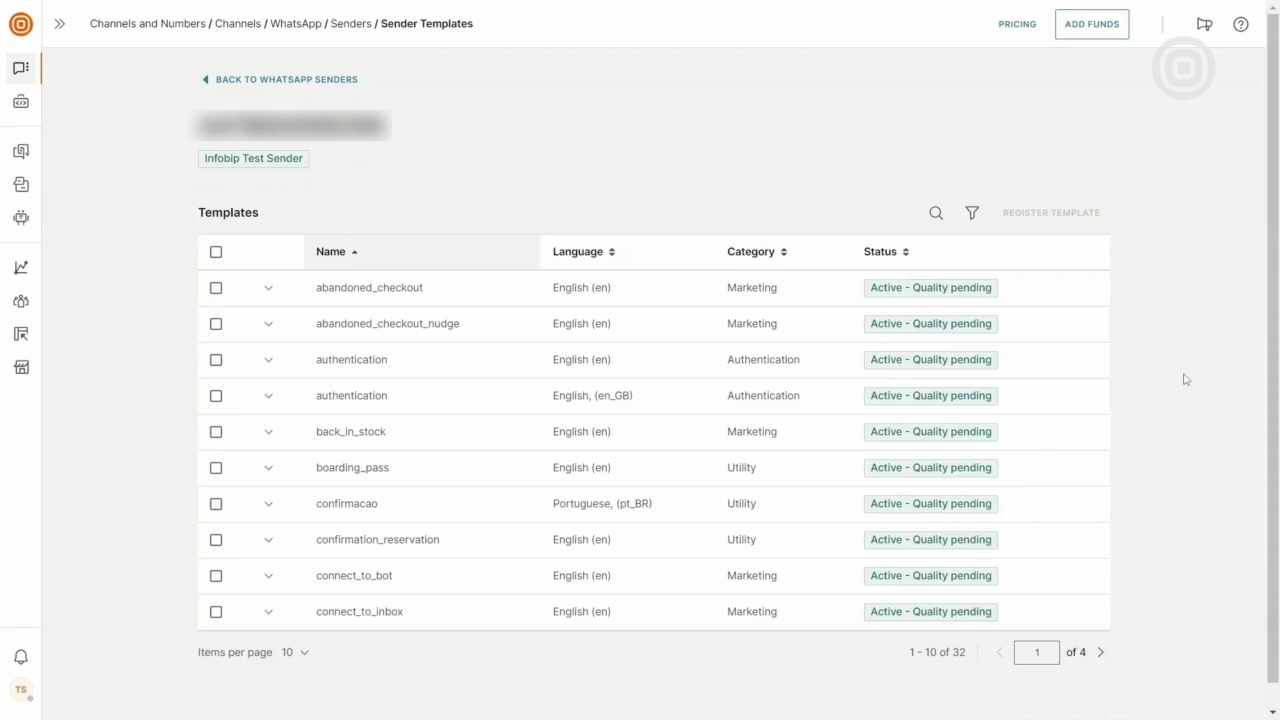 Channels and Numbers / Channels / WhatsApp / Senders / Sender Templates
PRICING
ADD FUNDS
BACK TO WHATSAPP SENDERS
Infobip Test Sender
Templates
REGISTER TEMPLATE
Name Language Category Status
abandoned_checkout English (en) Marketing Active - Quality pending
abandoned_checkout_nudge English (en) Marketing Active - Quality pending
authentication English (en) Authentication Active - Quality pending
authentication English, (en_GB) Authentication Active - Quality pending
back_in_stock English (en) Marketing Active - Quality pending
boarding_pass English (en) Utility Active - Quality pending
confirmacao Portuguese, (pt_BR) Utility Active - Quality pending
confirmation_reservation English (en) Utility Active - Quality pending
connect_to_bot English (en) Marketing Active - Quality pending
connect_to_inbox English (en) Marketing Active - Quality pending
Items per page 10 1 - 10 of 32 1 of 4
TS